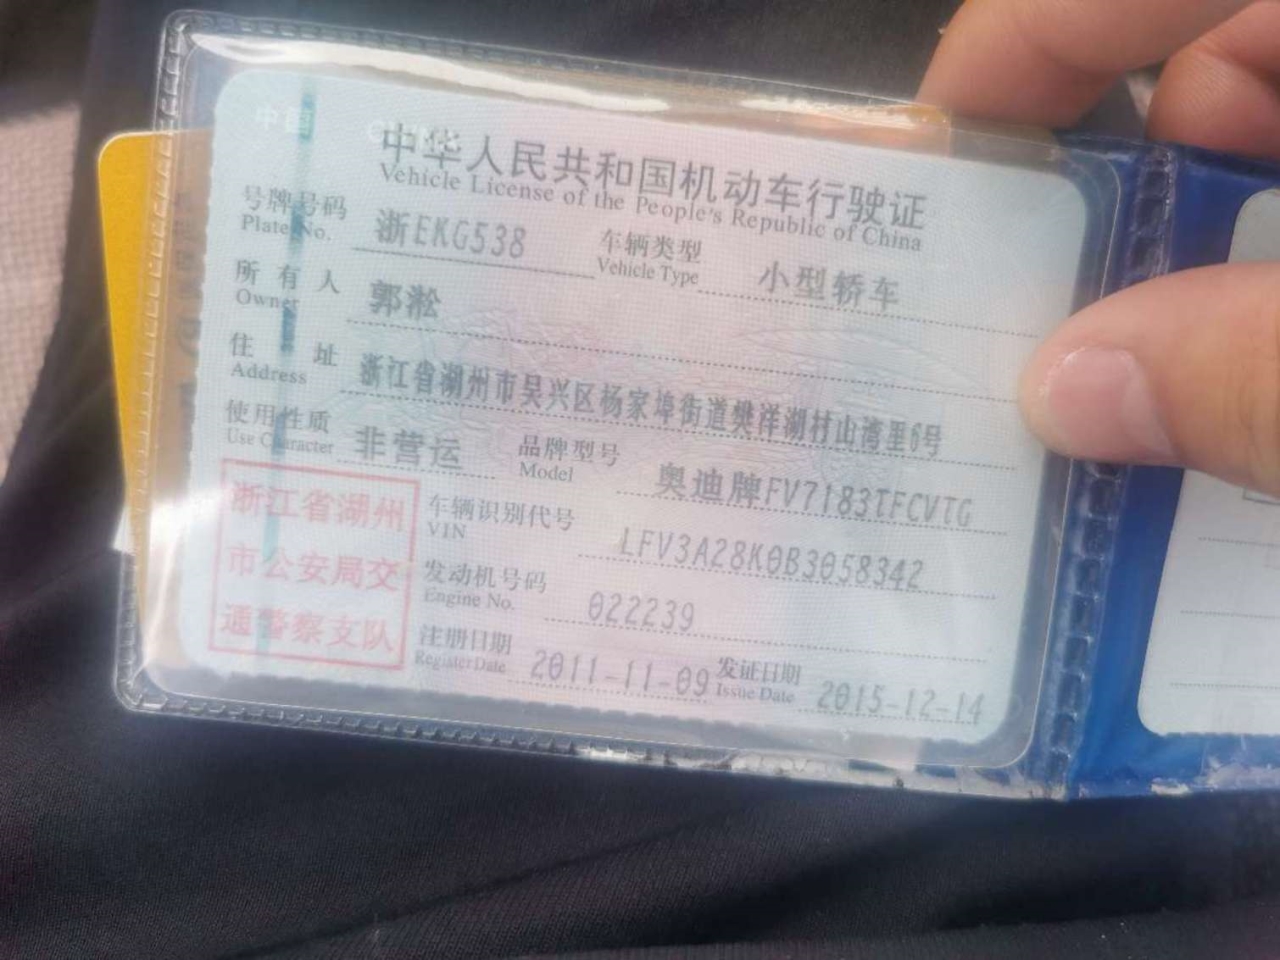 中华人民共和国机动车行驶证
Vehicle License of the People's Republic of China
号牌号码 浙EKG538 车辆类型 小型轿车
Plate No. Vehicle Type
所有人 郭淞
Owner
住址 浙江省湖州市吴兴区杨家埠街道樊洋湖村山湾里6号
Address
使用性质 非营运 品牌型号 奥迪牌FV7183TFCVTG
Use Character Model
浙江省湖州
市公安局交
通警察支队
车辆识别代号 LFV3A28K0B3058342
VIN
发动机号码 022239
Engine No.
注册日期 2011-11-09 发证日期 2015-12-14
Register Date Issue Date